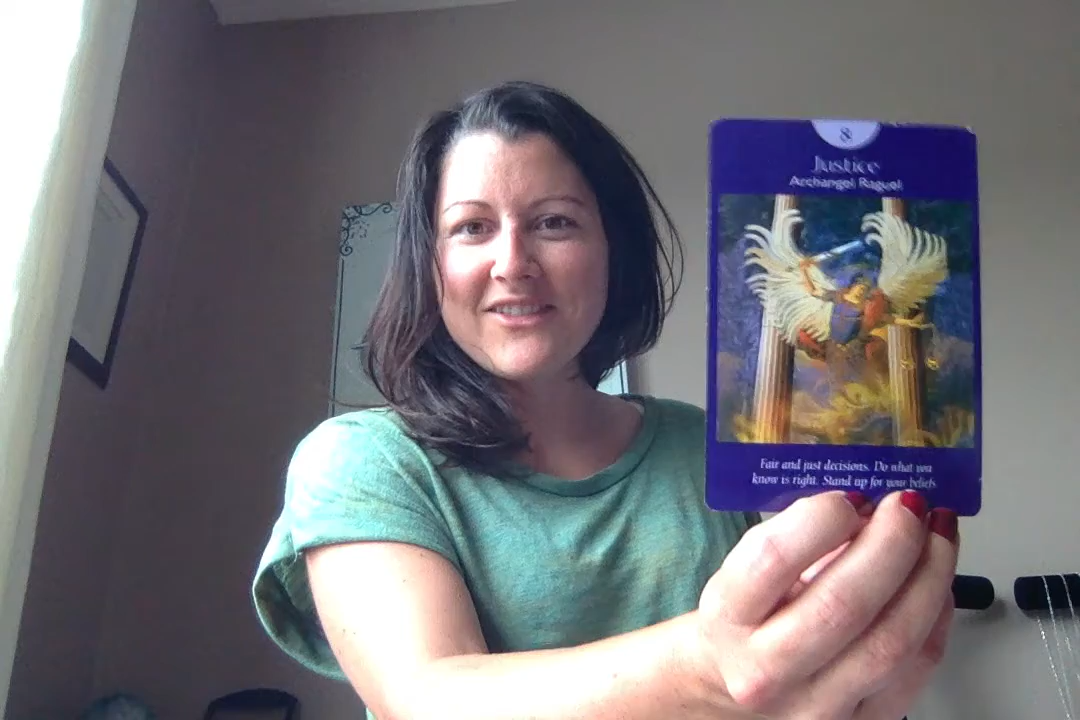 8
Justice
Archangel Raguel
Fair and just decisions. Do what you
know is right. Stand up for your beliefs.